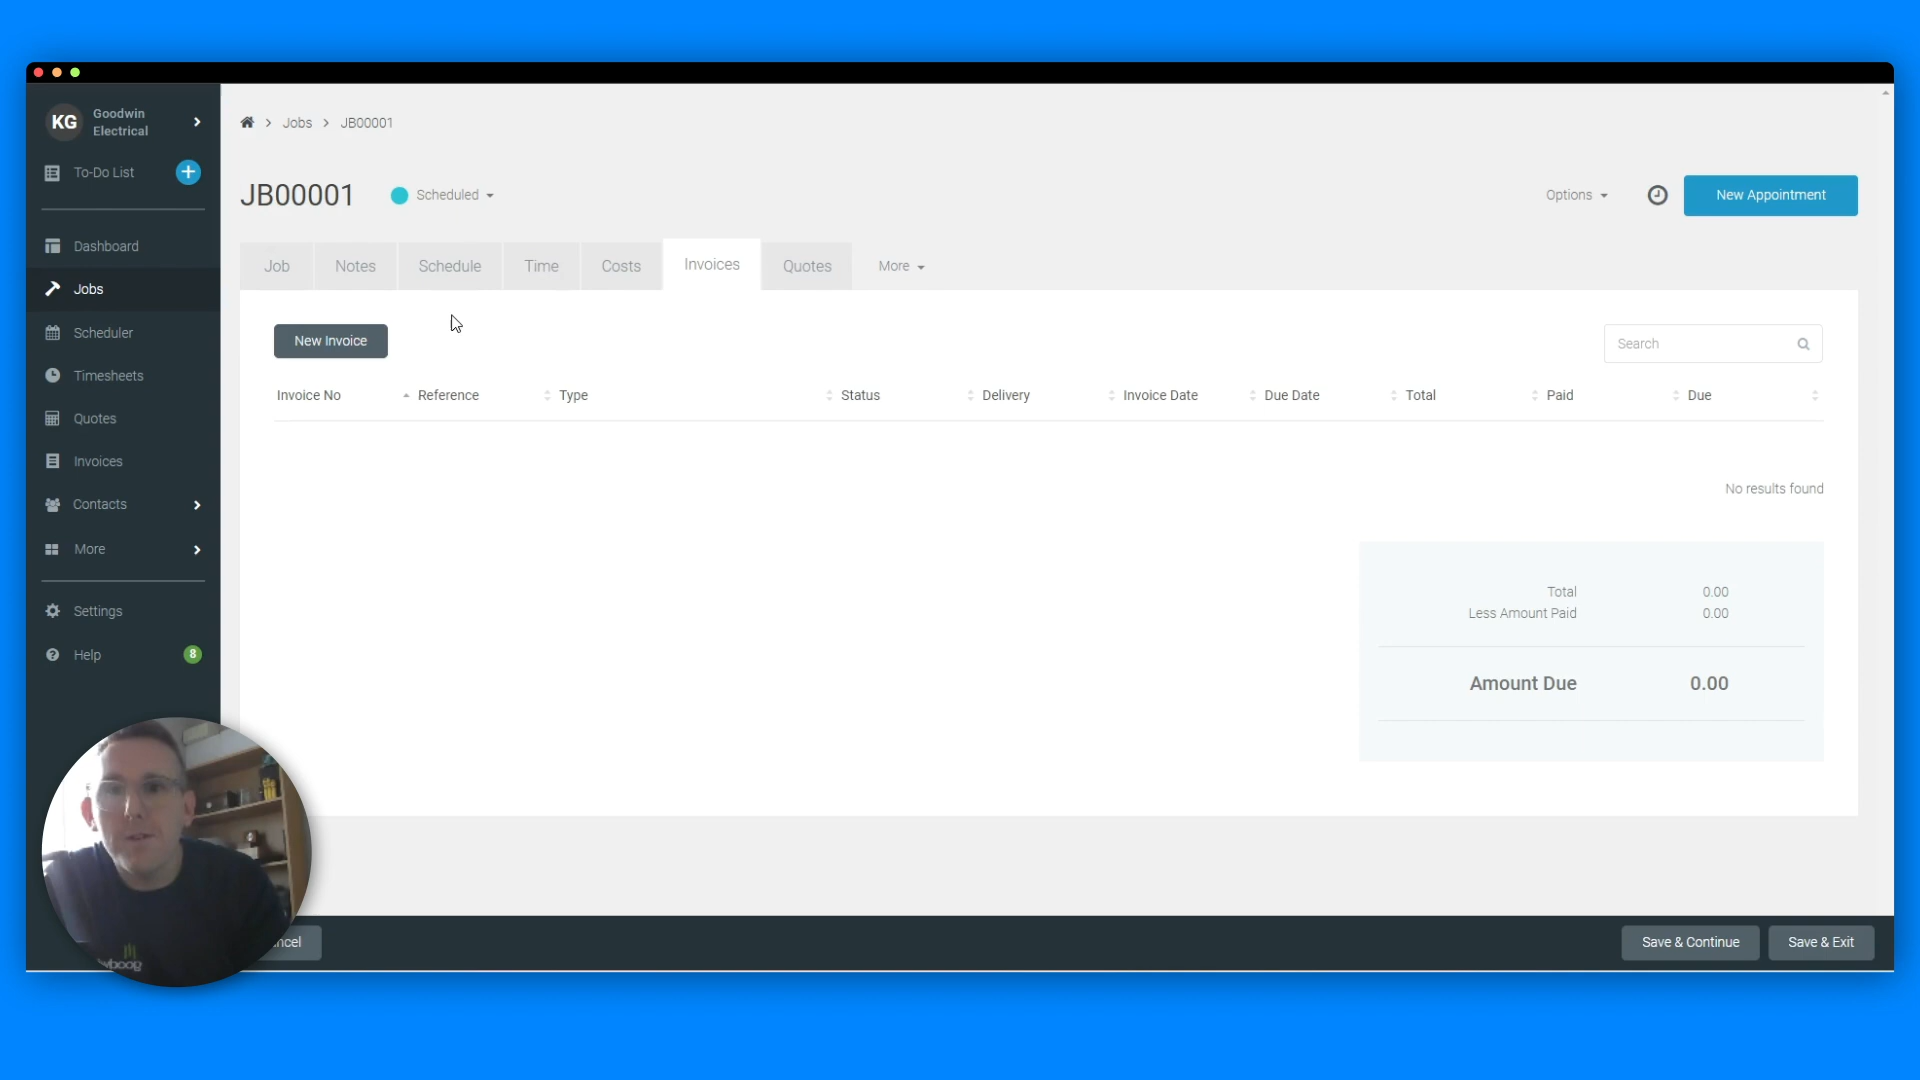 KG
Goodwin
Electrical
To-Do List
Dashboard
Jobs
Scheduler
Timesheets
Quotes
Invoices
Contacts
More
Settings
Help
8
Jobs
JB00001
JB00001
Scheduled
Options
New Appointment
Job
Notes
Schedule
Time
Costs
Invoices
Quotes
More
New Invoice
Search
Invoice No
Reference
Type
Status
Delivery
Invoice Date
Due Date
Total
Paid
Due
No results found
Total 0.00
Less Amount Paid 0.00
Amount Due 0.00
ncel
Save & Continue
Save & Exit